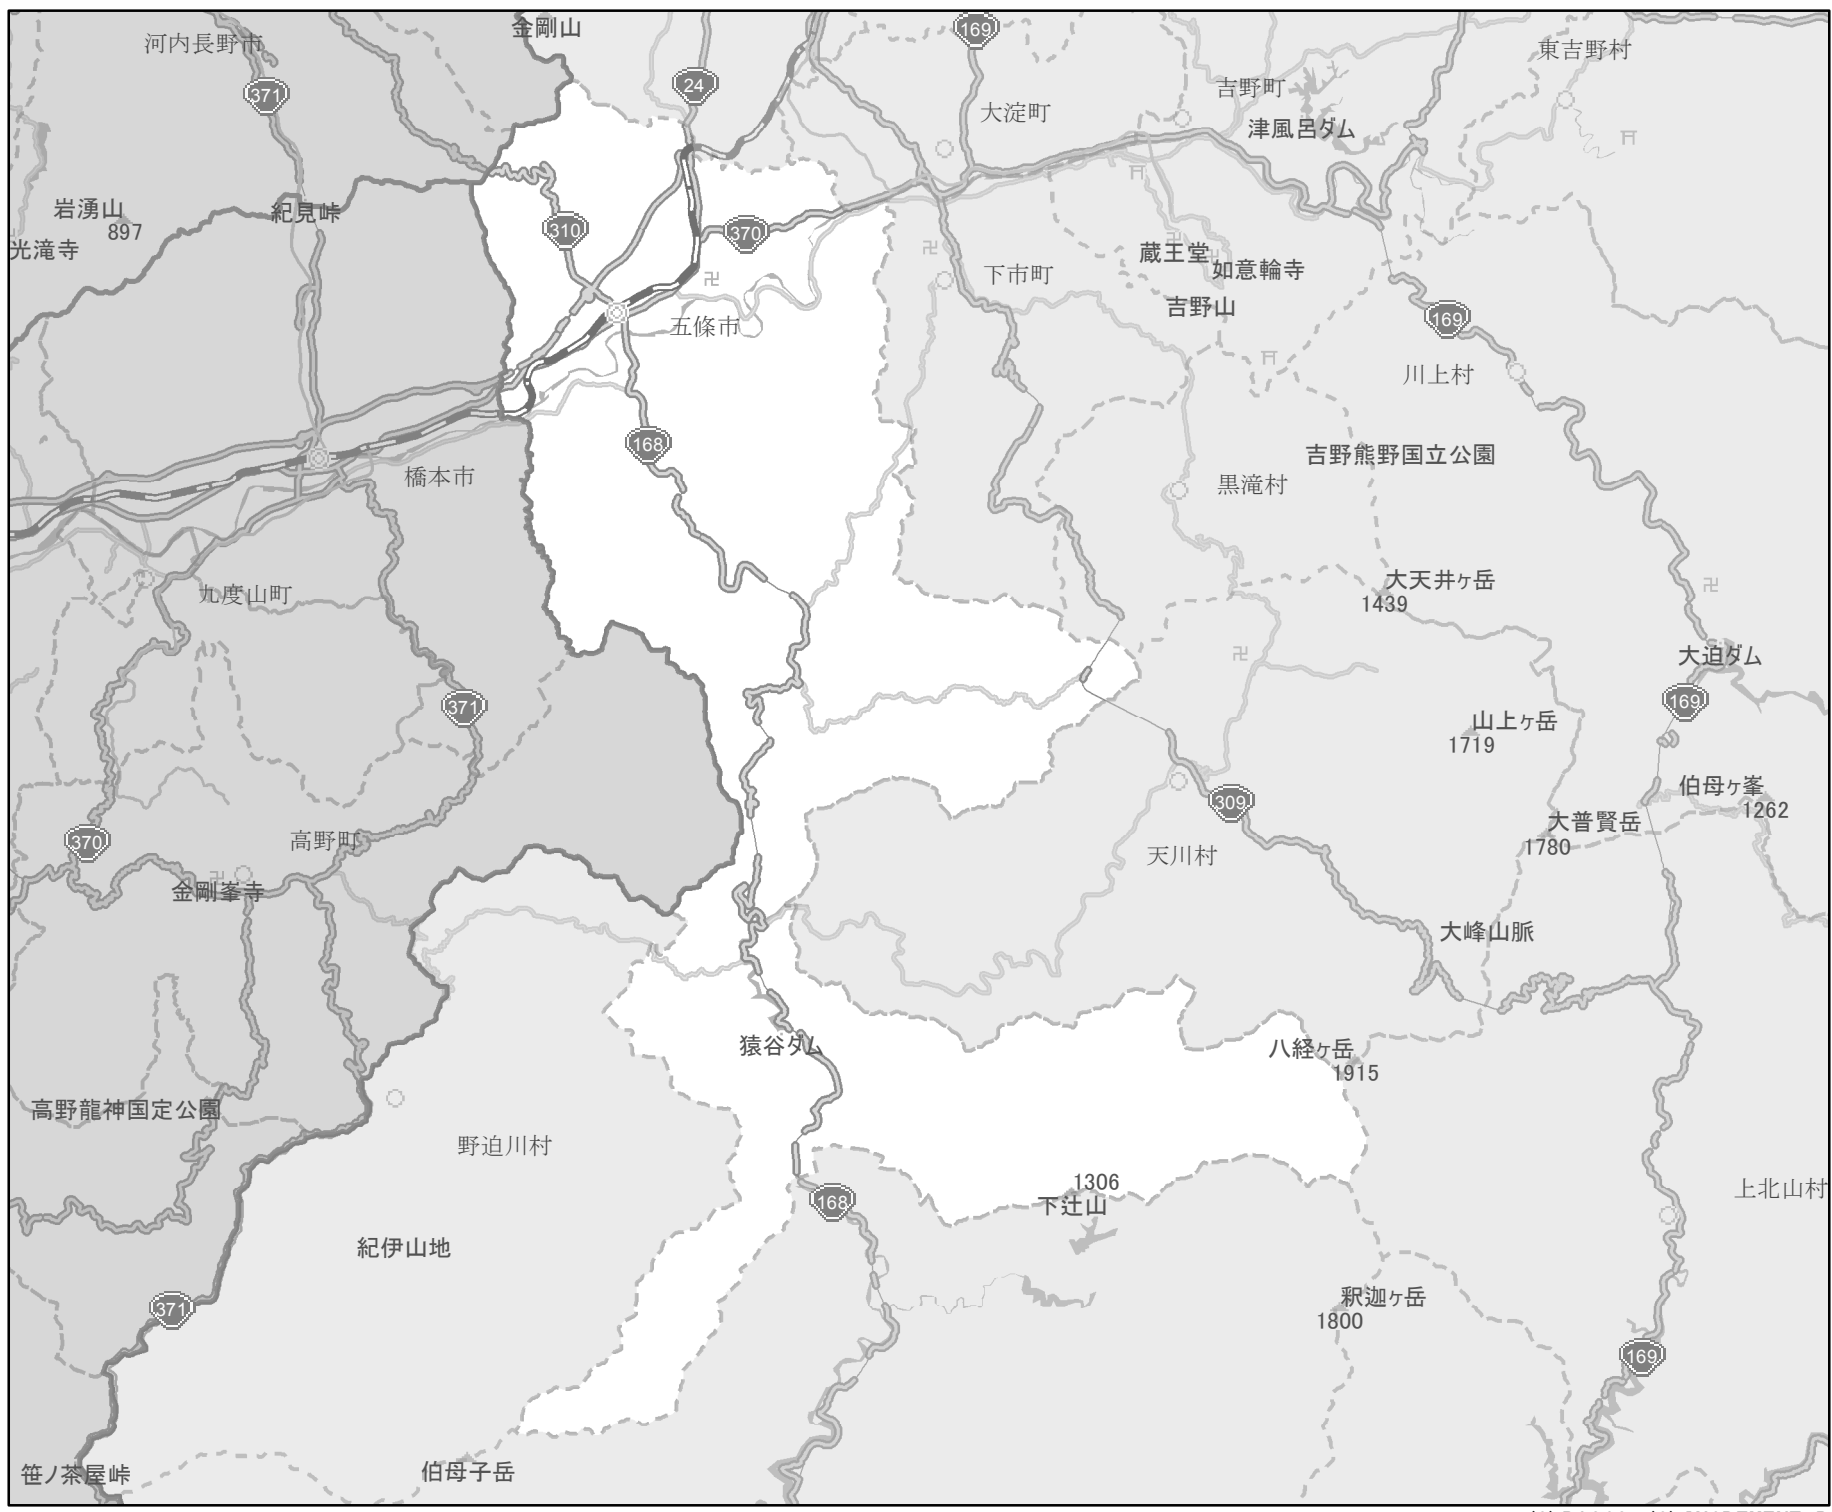 金剛山
169
河内長野市
東吉野村
24
371
吉野町
大淀町
津風呂ダム
岩湧山
897
紀見峠
310
370
光滝寺
蔵王堂
如意輪寺
下市町
吉野山
169
五條市
川上村
168
吉野熊野国立公園
橋本市
黒滝村
大天井ヶ岳
1439
九度山町
大迫ダム
371
169
山上ヶ岳
1719
伯母ヶ峯
1262
309
大普賢岳
1780
370
高野町
天川村
金剛峯寺
大峰山脈
猿谷ダム
八経ヶ岳
1915
高野龍神国定公園
野迫川村
1306
下辻山
168
上北山村
紀伊山地
371
釈迦ヶ岳
1800
169
笹ノ茶屋峠
伯母子岳